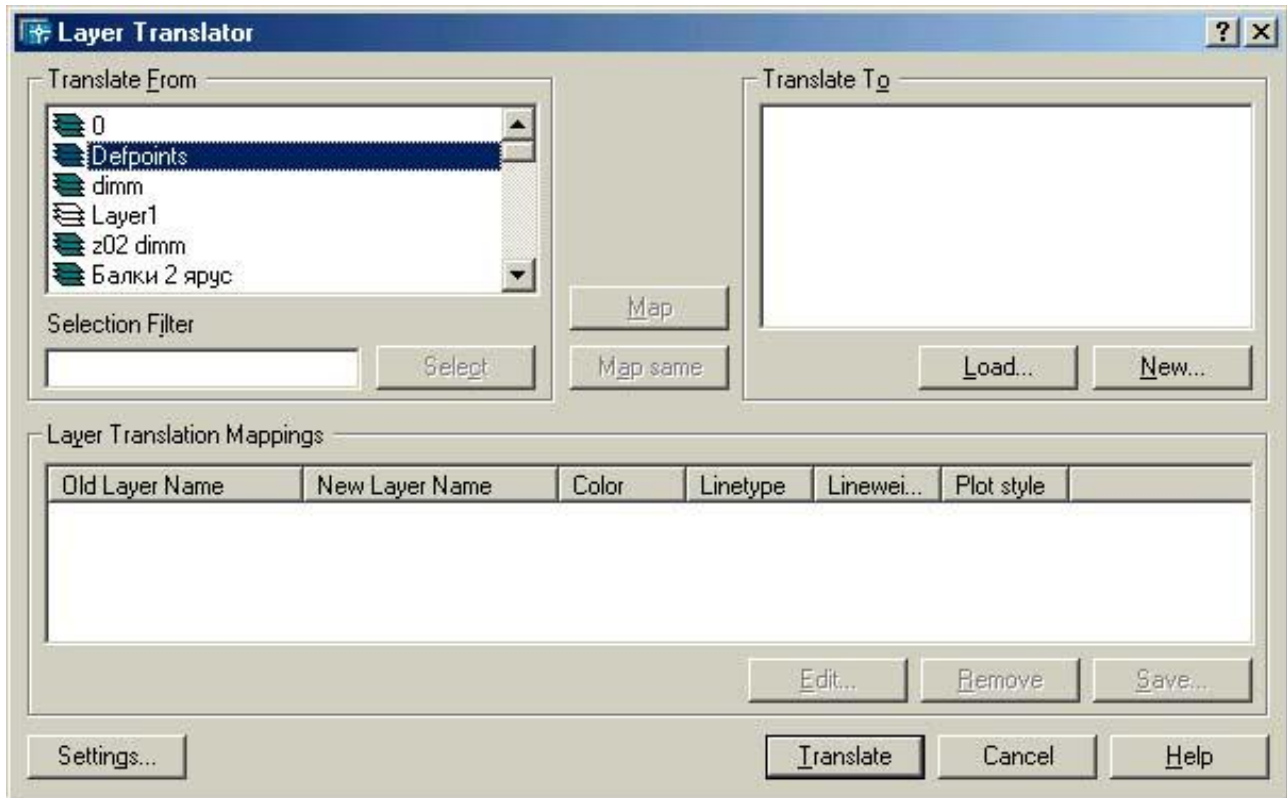 Layer Translator
Translate From
0
Defpoints
dimm
Layer1
z02 dimm
Балки 2 ярус
Selection Filter
Select
Map
Map same
Translate To
Load...
New...
Layer Translation Mappings
Old Layer Name New Layer Name Color Linetype Linewei... Plot style
Edit... Remove Save...
Settings... Translate Cancel Help